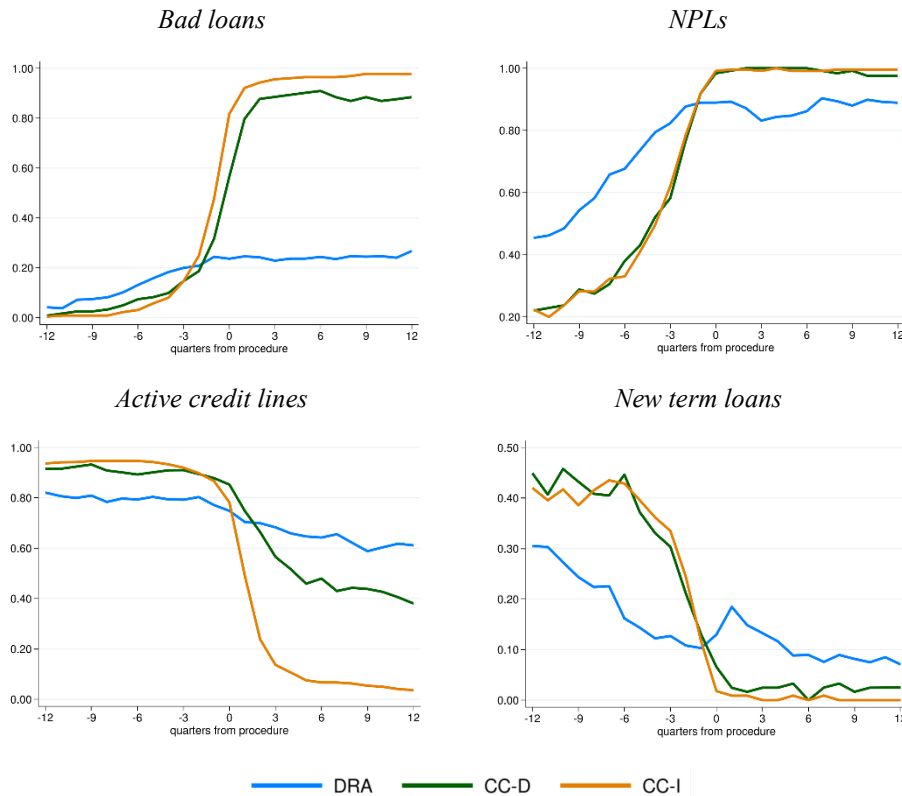 Bad loans
1.00
0.80
0.60
0.40
0.20
0.00
-12 -9 -6 -3 0 3 6 9 12
quarters from procedure
NPLs
1.00
0.80
0.60
0.40
0.20
-12 -9 -6 -3 0 3 6 9 12
quarters from procedure
Active credit lines
1.00
0.80
0.60
0.40
0.20
0.00
-12 -9 -6 -3 0 3 6 9 12
quarters from procedure
New term loans
0.50
0.40
0.30
0.20
0.10
0.00
-12 -9 -6 -3 0 3 6 9 12
quarters from procedure
DRA CC-D CC-I